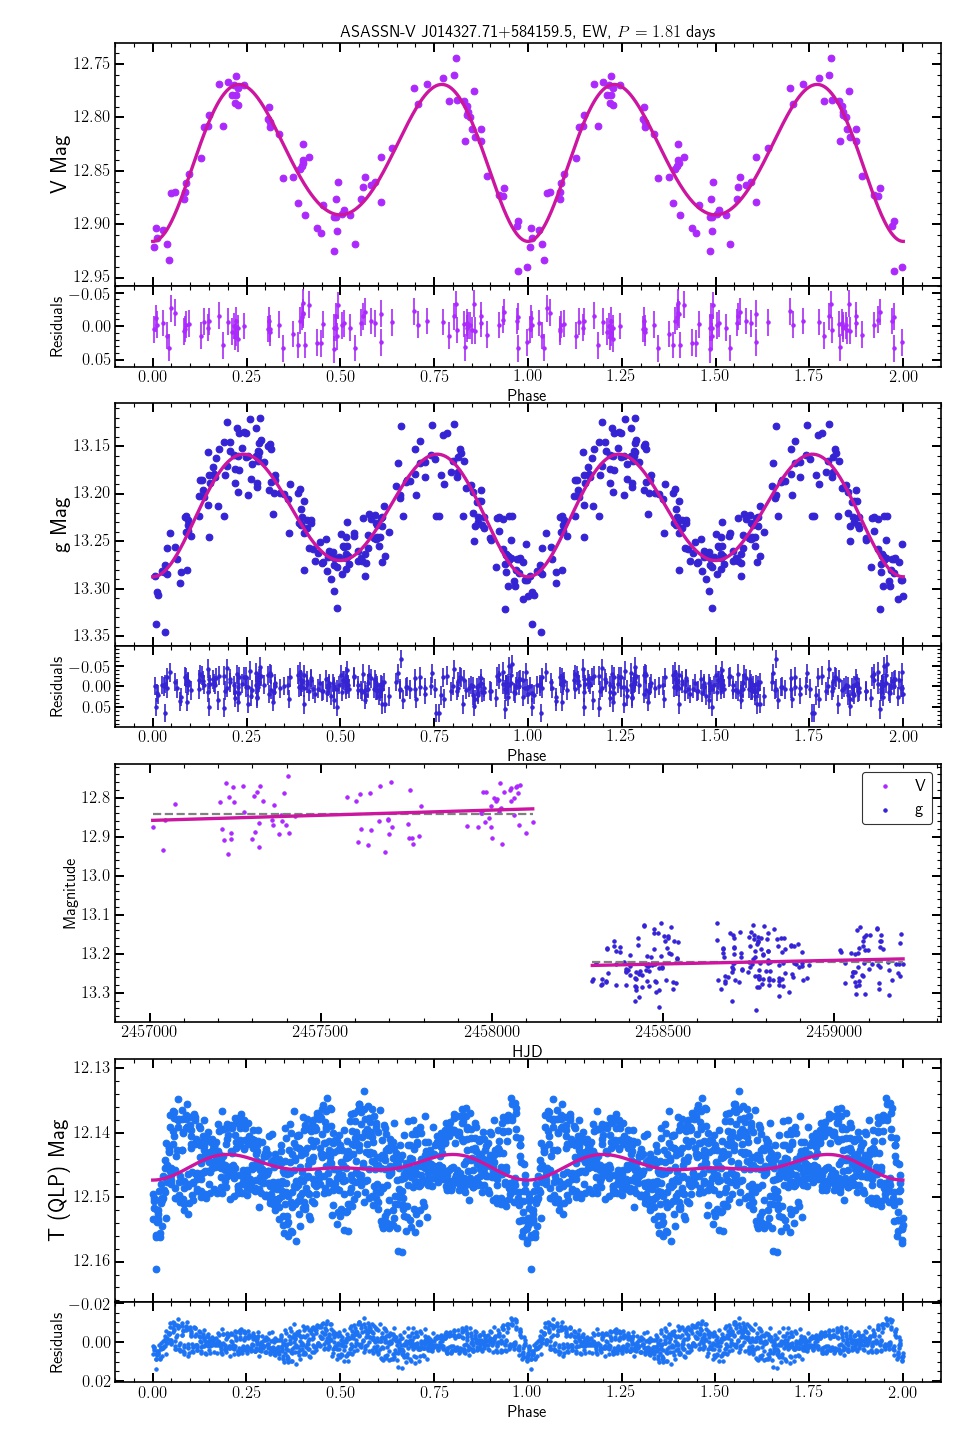 ASASSN-V J014327.71+584159.5, EW, P = 1.81 days
12.75
12.80
12.85
12.90
12.95
V Mag
−0.05
0.00
0.05
Residuals
0.00 0.25 0.50 0.75 1.00 1.25 1.50 1.75 2.00
Phase
13.15
13.20
13.25
13.30
13.35
g Mag
−0.05
0.00
0.05
Residuals
0.00 0.25 0.50 0.75 1.00 1.25 1.50 1.75 2.00
Phase
V
g
12.8
12.9
13.0
13.1
13.2
13.3
Magnitude
2457000 2457500 2458000 2458500 2459000
HJD
12.13
12.14
12.15
12.16
T (QLP) Mag
−0.02
0.00
0.02
Residuals
0.00 0.25 0.50 0.75 1.00 1.25 1.50 1.75 2.00
Phase